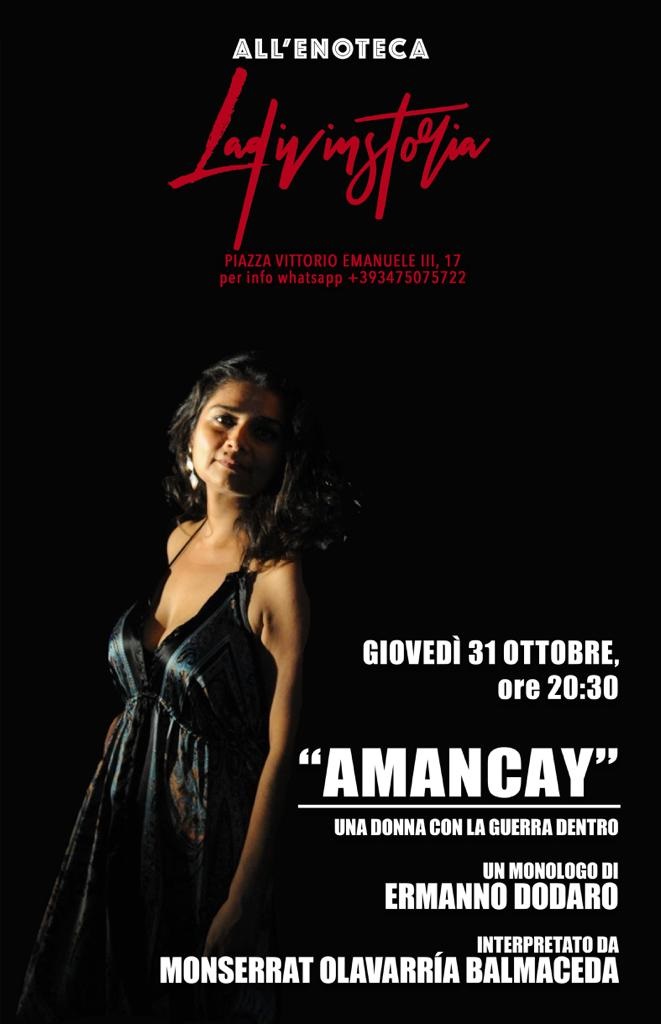 ALL'ENOTECA
Ladivinstoria
PIAZZA VITTORIO EMANUELE III, 17
per info whatsapp +393475075722
GIOVEDÌ 31 OTTOBRE,
ore 20:30
“AMANCAY”
UNA DONNA CON LA GUERRA DENTRO
UN MONOLOGO DI
ERMANNO DODARO
INTERPRETATO DA
MONSERRAT OLAVARRÍA BALMACEDA